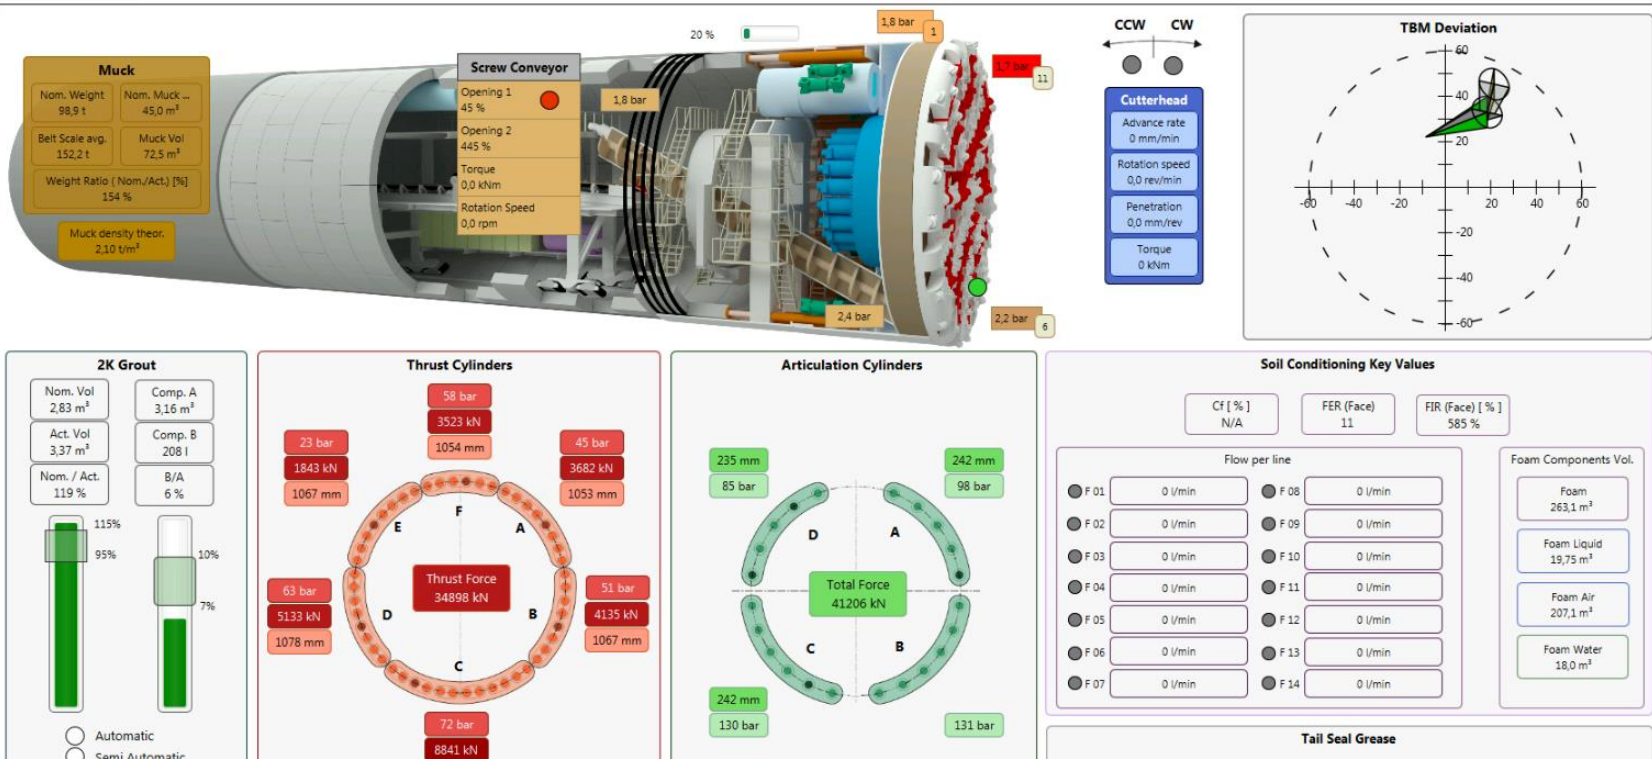 20 %
Muck
Nom. Weight
98,9 t
Nom. Muck ...
45,0 m³
Belt Scale avg.
152,2 t
Muck Vol
72,5 m³
Weight Ratio ( Nom./Act.) [%]
154 %
Muck density theor.
2,10 t/m³
Screw Conveyor
Opening 1
45 %
Opening 2
445 %
Torque
0,0 kNm
Rotation Speed
0,0 rpm
1,8 bar
1,8 bar
1
1,7 bar
11
2,4 bar
2,2 bar
6
CCW
CW
Cutterhead
Advance rate
0 mm/min
Rotation speed
0,0 rev/min
Penetration
0,0 mm/rev
Torque
0 kNm
TBM Deviation
60
40
20
-60
-40
-20
20
40
60
-20
-40
-60
2K Grout
Nom. Vol
2,83 m³
Comp. A
3,16 m³
Act. Vol
3,37 m³
Comp. B
208 l
Nom. / Act.
119 %
B/A
6 %
115%
95%
10%
7%
Automatic
Semi Automatic
Thrust Cylinders
58 bar
3523 kN
1054 mm
23 bar
1843 kN
1067 mm
45 bar
3682 kN
1053 mm
F
E
A
Thrust Force
34898 kN
63 bar
5133 kN
1078 mm
51 bar
4135 kN
1067 mm
D
B
C
72 bar
8841 kN
Articulation Cylinders
235 mm
85 bar
242 mm
98 bar
D
A
Total Force
41206 kN
C
B
242 mm
130 bar
131 bar
Soil Conditioning Key Values
Cf [ % ]
N/A
FER (Face)
11
FIR (Face) [ % ]
585 %
Flow per line
F 01
0 l/min
F 08
0 l/min
F 02
0 l/min
F 09
0 l/min
F 03
0 l/min
F 10
0 l/min
F 04
0 l/min
F 11
0 l/min
F 05
0 l/min
F 12
0 l/min
F 06
0 l/min
F 13
0 l/min
F 07
0 l/min
F 14
0 l/min
Foam Components Vol.
Foam
263,1 m³
Foam Liquid
19,75 m³
Foam Air
207,1 m³
Foam Water
18,0 m³
Tail Seal Grease